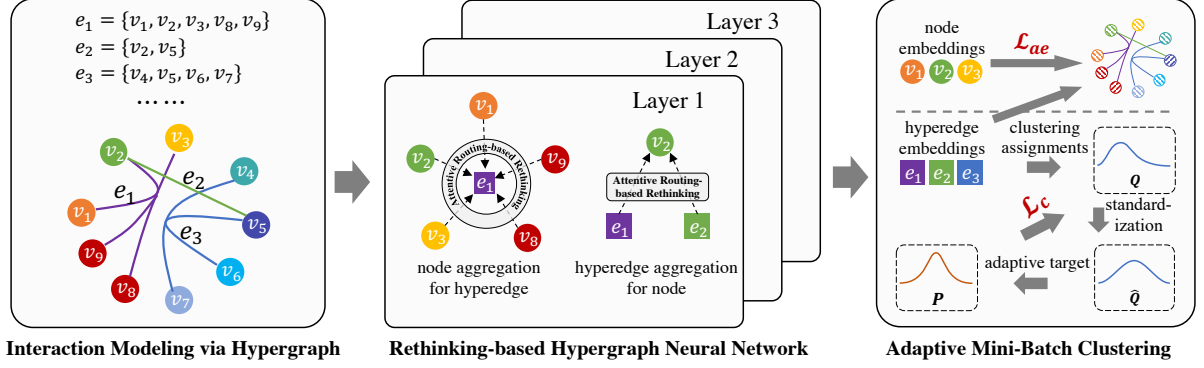 e₁ = {v₁, v₂, v₃, v₈, v₉}
e₂ = {v₂, v₅}
e₃ = {v₄, v₅, v₆, v₇}
... ...
v₃
v₂
v₄
e₂
e₁
v₁
v₅
e₃
v₉
v₆
v₈
v₇
Interaction Modeling via Hypergraph
Layer 3
Layer 2
Layer 1
v₁
v₂
v₉
Attentive Routing-based Rethinking
e₁
v₃
v₈
node aggregation
for hyperedge
v₂
Attentive Routing-
based Rethinking
e₁ e₂
hyperedge aggregation
for node
Rethinking-based Hypergraph Neural Network
node
embeddings
v₁ v₂ v₃
ℒae
hyperedge
embeddings
e₁ e₂ e₃
clustering
assignments
Q
ℒc
standard-
ization
P
adaptive target
Q̂
Adaptive Mini-Batch Clustering